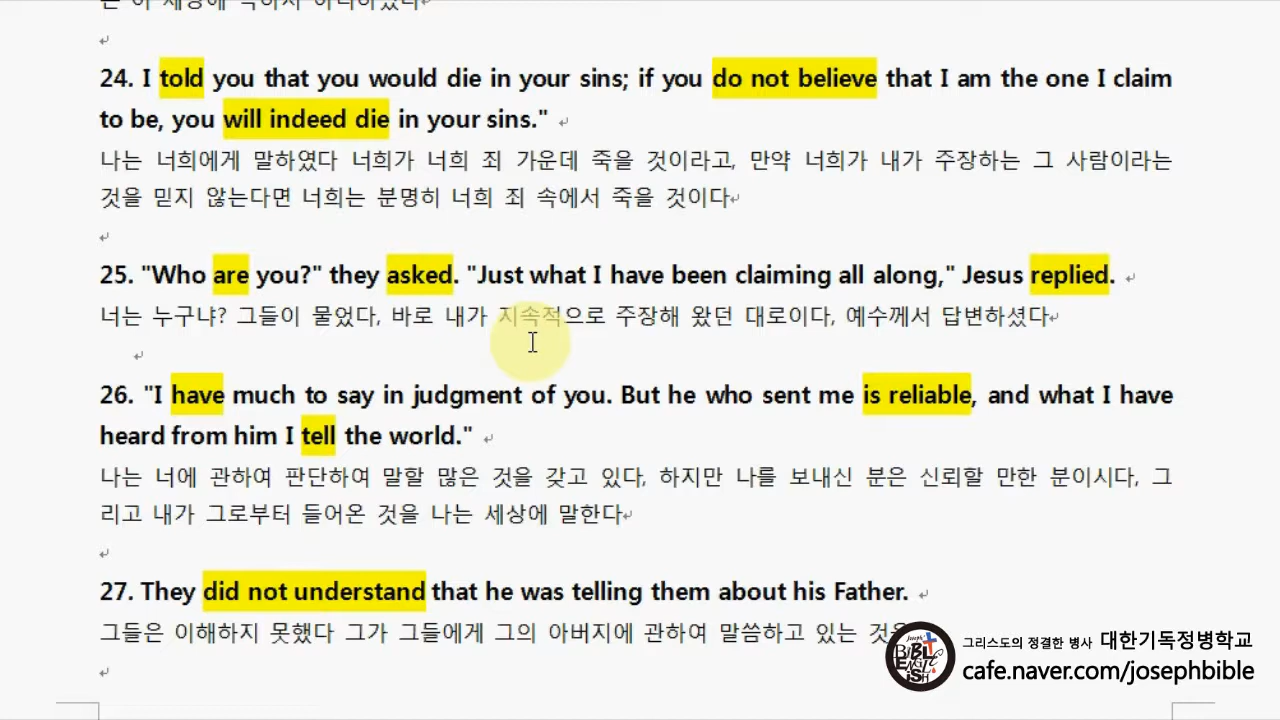 24. I told you that you would die in your sins; if you do not believe that I am the one I claim
to be, you will indeed die in your sins."
나는 너희에게 말하였다 너희가 너희 죄 가운데 죽을 것이라고, 만약 너희가 내가 주장하는 그 사람이라는
것을 믿지 않는다면 너희는 분명히 너희 죄 속에서 죽을 것이다
25. "Who are you?" they asked. "Just what I have been claiming all along," Jesus replied.
너는 누구냐? 그들이 물었다, 바로 내가 지속적으로 주장해 왔던 대로이다, 예수께서 답변하셨다
26. "I have much to say in judgment of you. But he who sent me is reliable, and what I have
heard from him I tell the world."
나는 너에 관하여 판단하여 말할 많은 것을 갖고 있다, 하지만 나를 보내신 분은 신뢰할 만한 분이시다, 그
리고 내가 그로부터 들어온 것을 나는 세상에 말한다
27. They did not understand that he was telling them about his Father.
그들은 이해하지 못했다 그가 그들에게 그의 아버지에 관하여 말씀하고 있는
그리스도의 정결한 병사 대한기독정병학교
Joseph' BIBLE ENGLISH
cafe.naver.com/josephbible